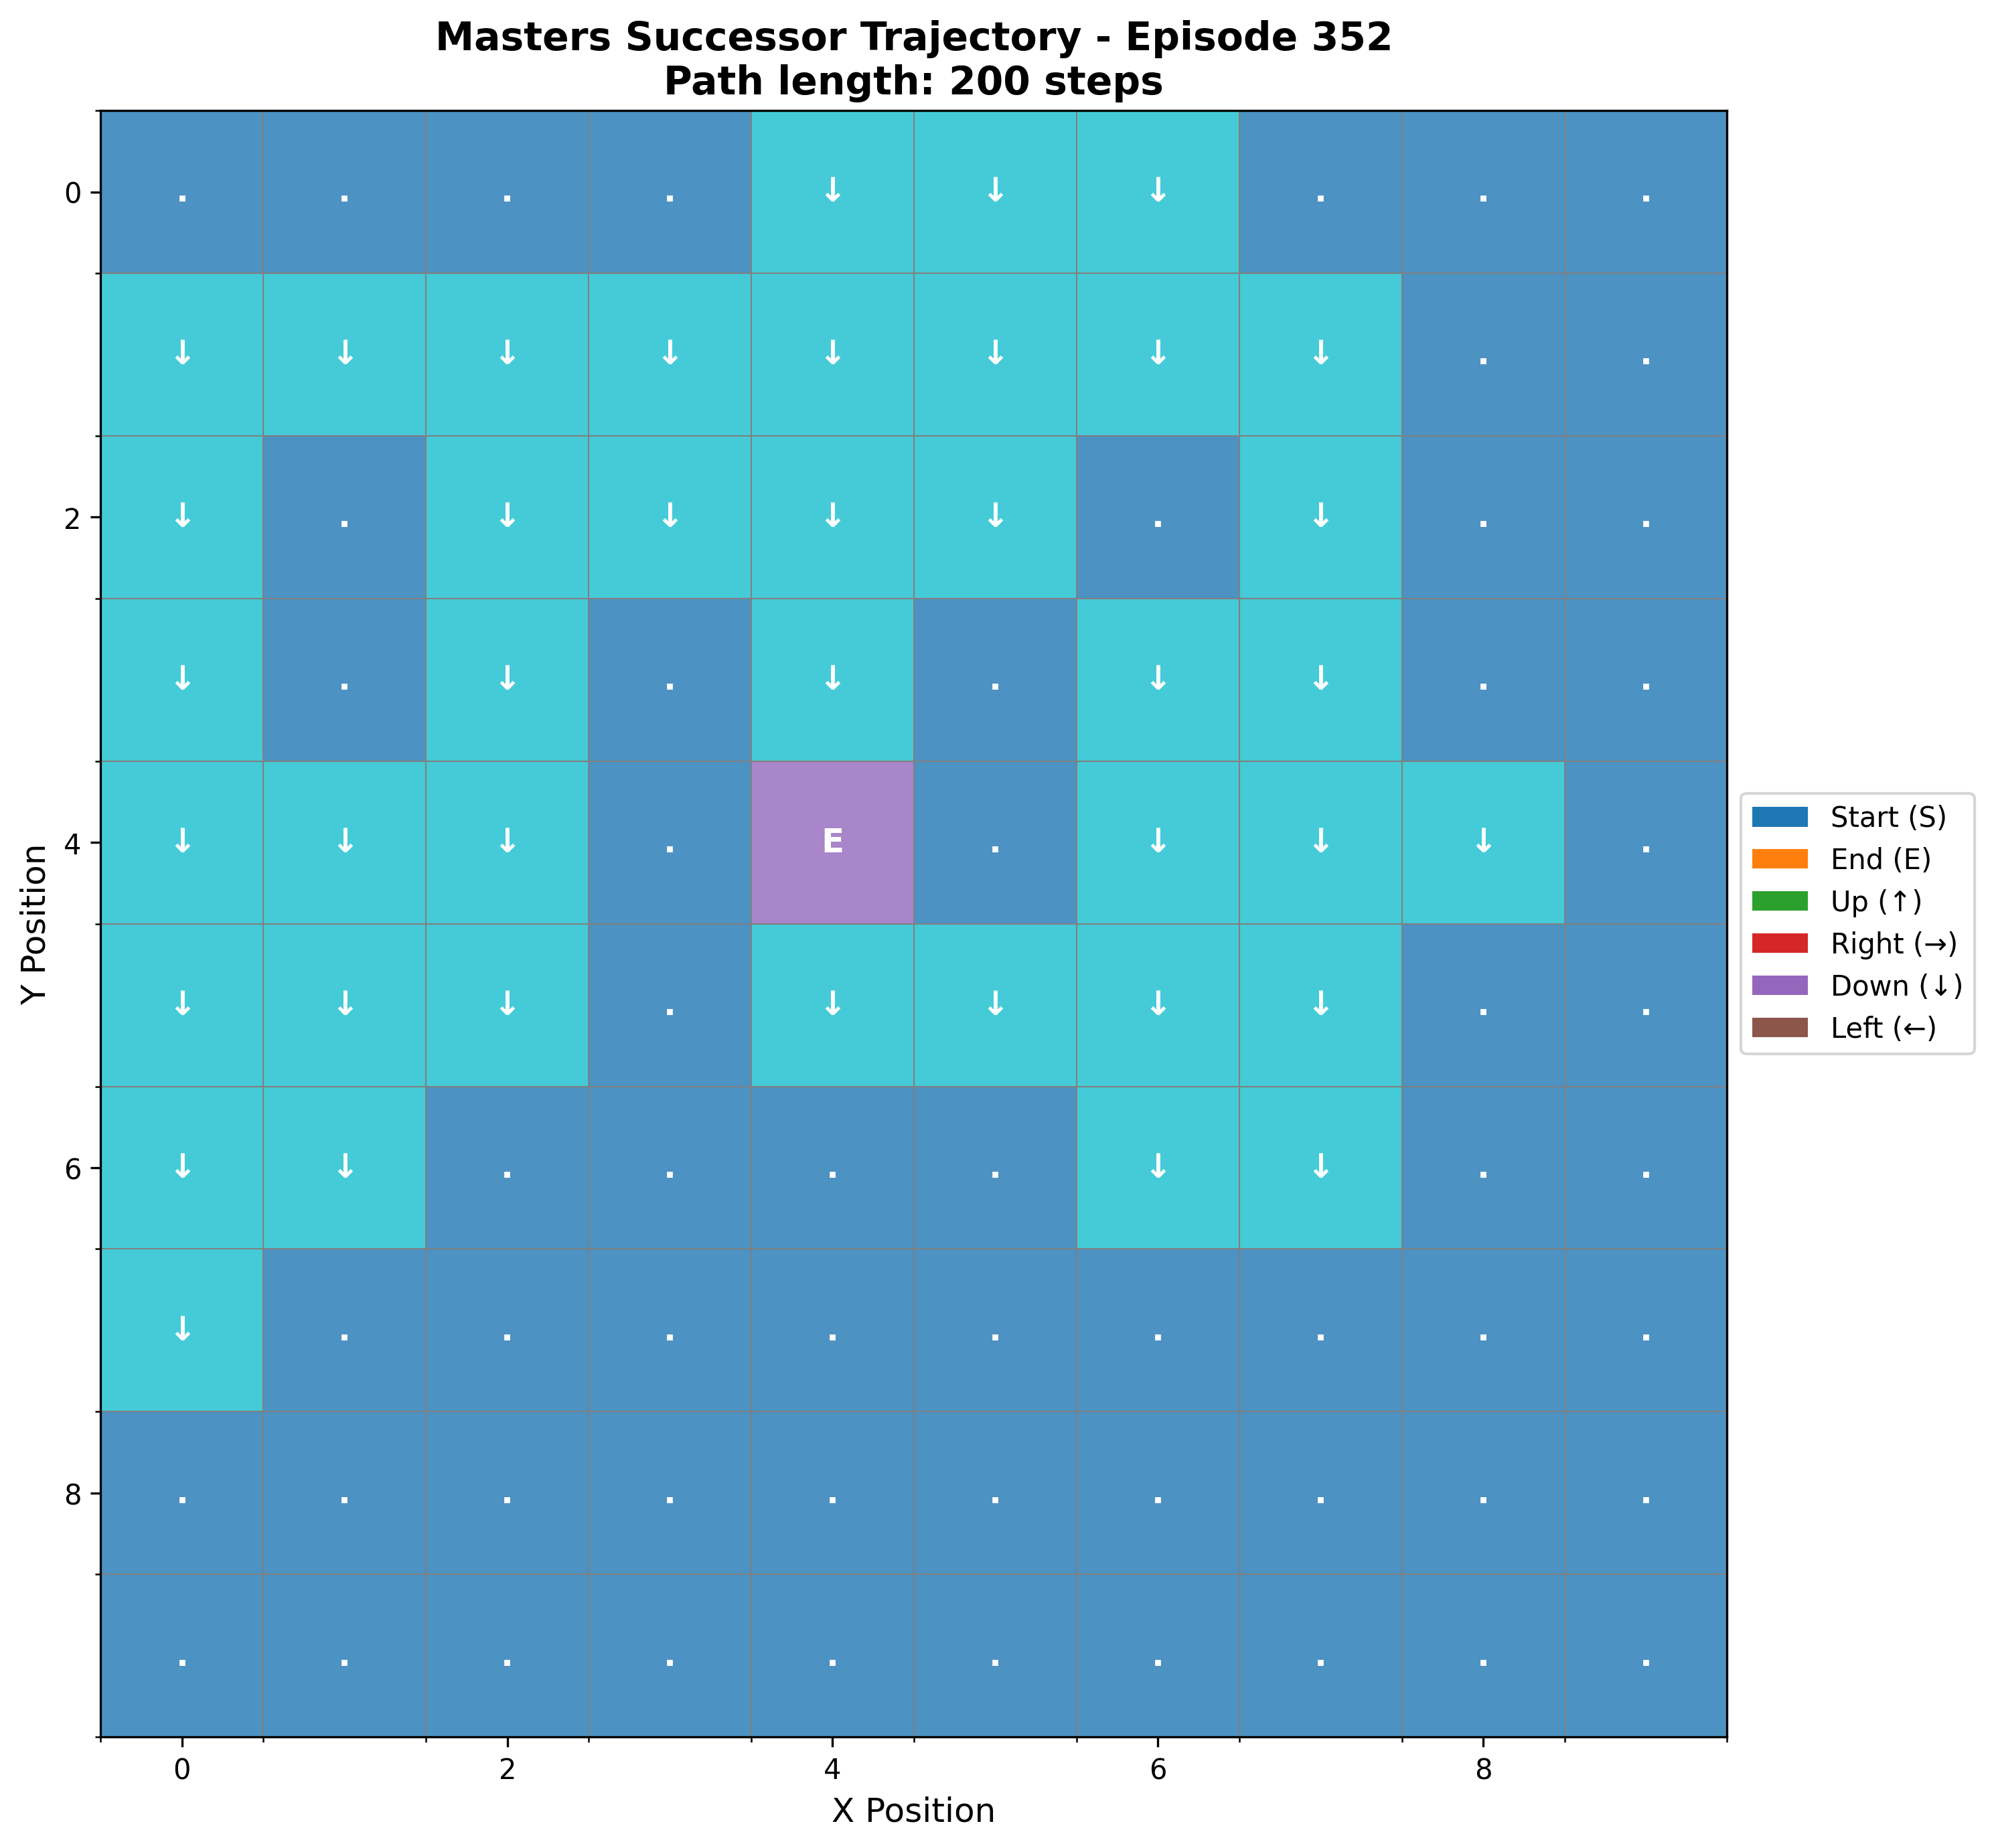 Masters Successor Trajectory - Episode 352
Path length: 200 steps
0 . . . . ↓ ↓ ↓ . . .
↓ ↓ ↓ ↓ ↓ ↓ ↓ ↓ . .
2 ↓ . ↓ ↓ ↓ ↓ . ↓ . .
↓ . ↓ . ↓ . ↓ ↓ . .
4 ↓ ↓ ↓ . E . ↓ ↓ ↓ .
↓ ↓ ↓ . ↓ ↓ ↓ ↓ . .
6 ↓ ↓ . . . . ↓ ↓ . .
↓ . . . . . . . . .
8 . . . . . . . . . .
. . . . . . . . . .
0 2 4 6 8
X Position
Y Position
Start (S)
End (E)
Up (↑)
Right (→)
Down (↓)
Left (←)